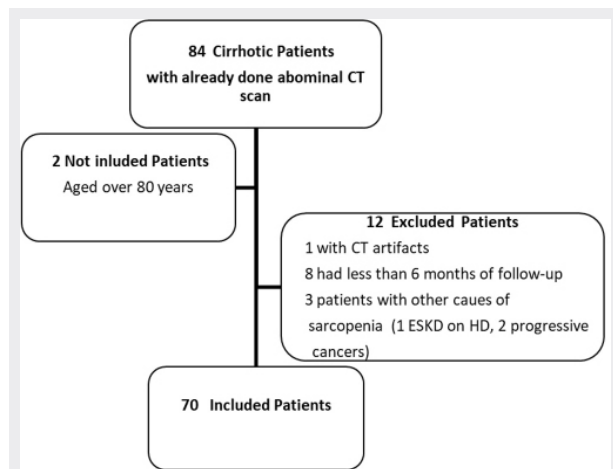 84 Cirrhotic Patients
with already done abominal CT
scan
2 Not inluded Patients
Aged over 80 years
12 Excluded Patients
1 with CT artifacts
8 had less than 6 months of follow-up
3 patients with other caues of
sarcopenia (1 ESKD on HD, 2 progressive
cancers)
70 Included Patients